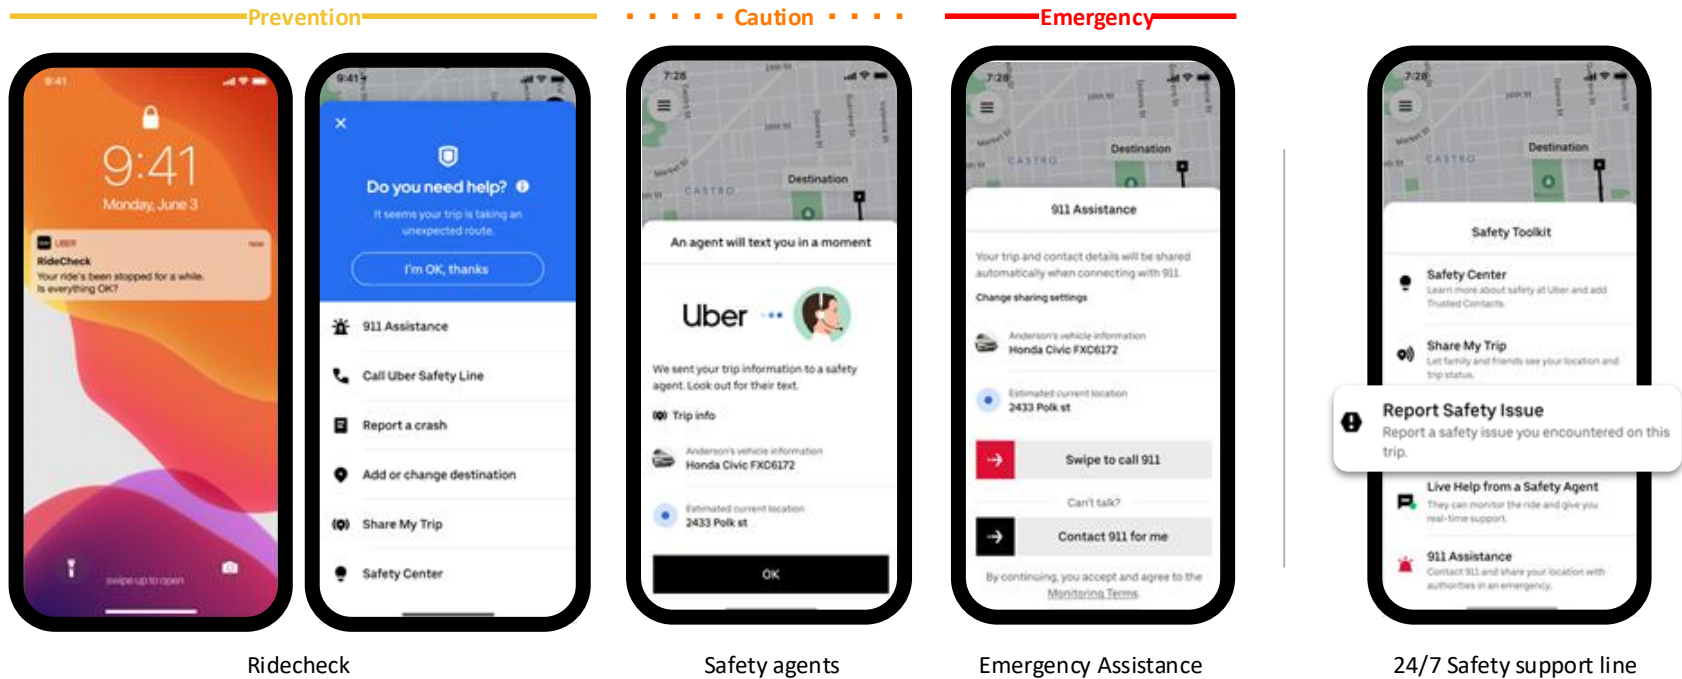 Prevention
Caution
Emergency
9:41
9:41
Monday, June 3
UBER
now
RideCheck
Your ride's been stopped for a while.
Is everything OK?
swipe up to open
9:41
Do you need help?
It seems your trip is taking an
unexpected route.
I'm OK, thanks
911 Assistance
Call Uber Safety Line
Report a crash
Add or change destination
Share My Trip
Safety Center
Ridecheck
7:28
Market St
CASTRO
Destination
An agent will text you in a moment
Uber
We sent your trip information to a safety
agent. Look out for their text.
Trip info
Anderson's vehicle information
Honda Civic FXC6172
Estimated current location
2433 Polk st
OK
Safety agents
7:28
Market St
CASTRO
Destination
911 Assistance
Your trip and contact details will be shared
automatically when connecting with 911.
Change sharing settings
Anderson's vehicle information
Honda Civic FXC6172
Estimated current location
2433 Polk st
Swipe to call 911
Can't talk?
Contact 911 for me
By continuing, you accept and agree to the
Monitoring Terms.
Emergency Assistance
7:28
Market St
CASTRO
Destination
Safety Toolkit
Safety Center
Learn more about safety at Uber and add
Trusted Contacts.
Share My Trip
Let family and friends see your location and
trip status.
Report Safety Issue
Report a safety issue you encountered on this
trip.
Live Help from a Safety Agent
They can monitor the ride and give you
real-time support.
911 Assistance
Contact 911 and share your location with
authorities in an emergency.
24/7 Safety support line